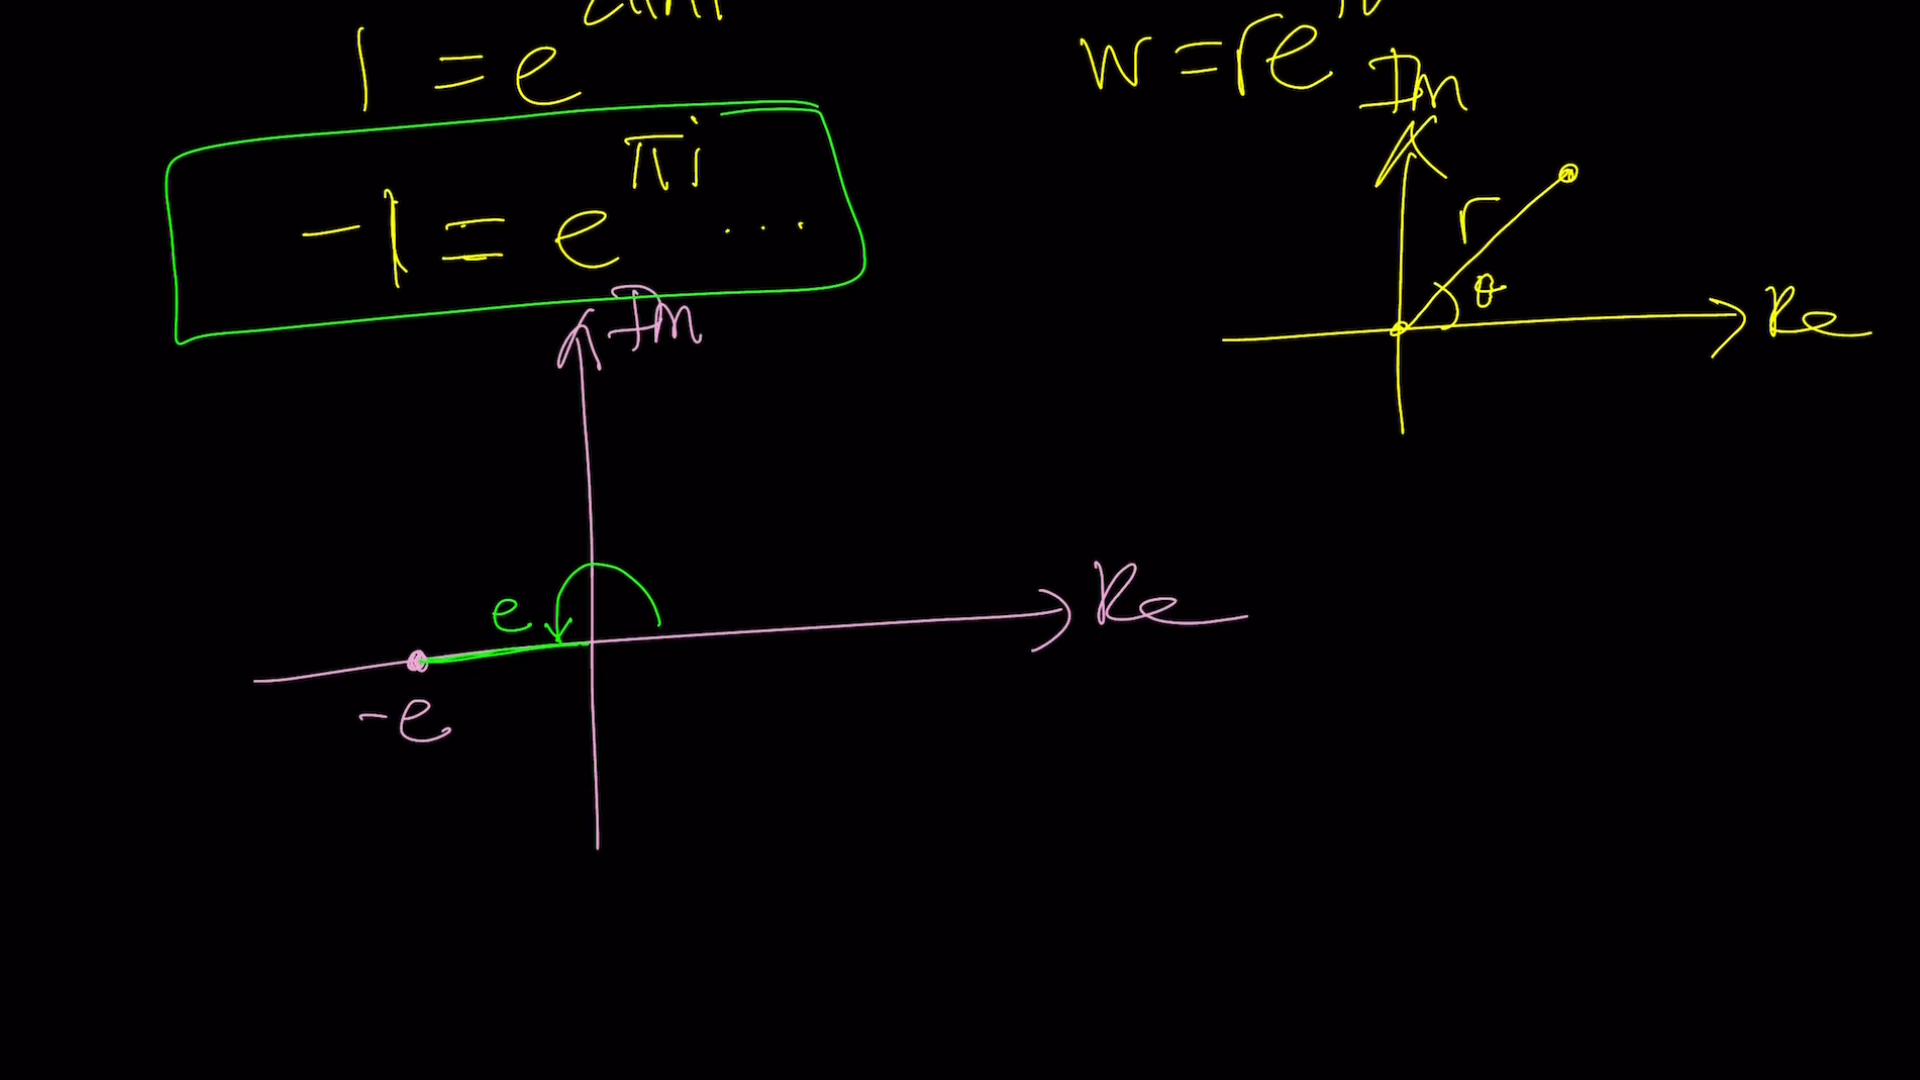 1 = e
w = re
Im
-1 = e^{πi} ...
r
θ
Re
Im
Re
e
-e